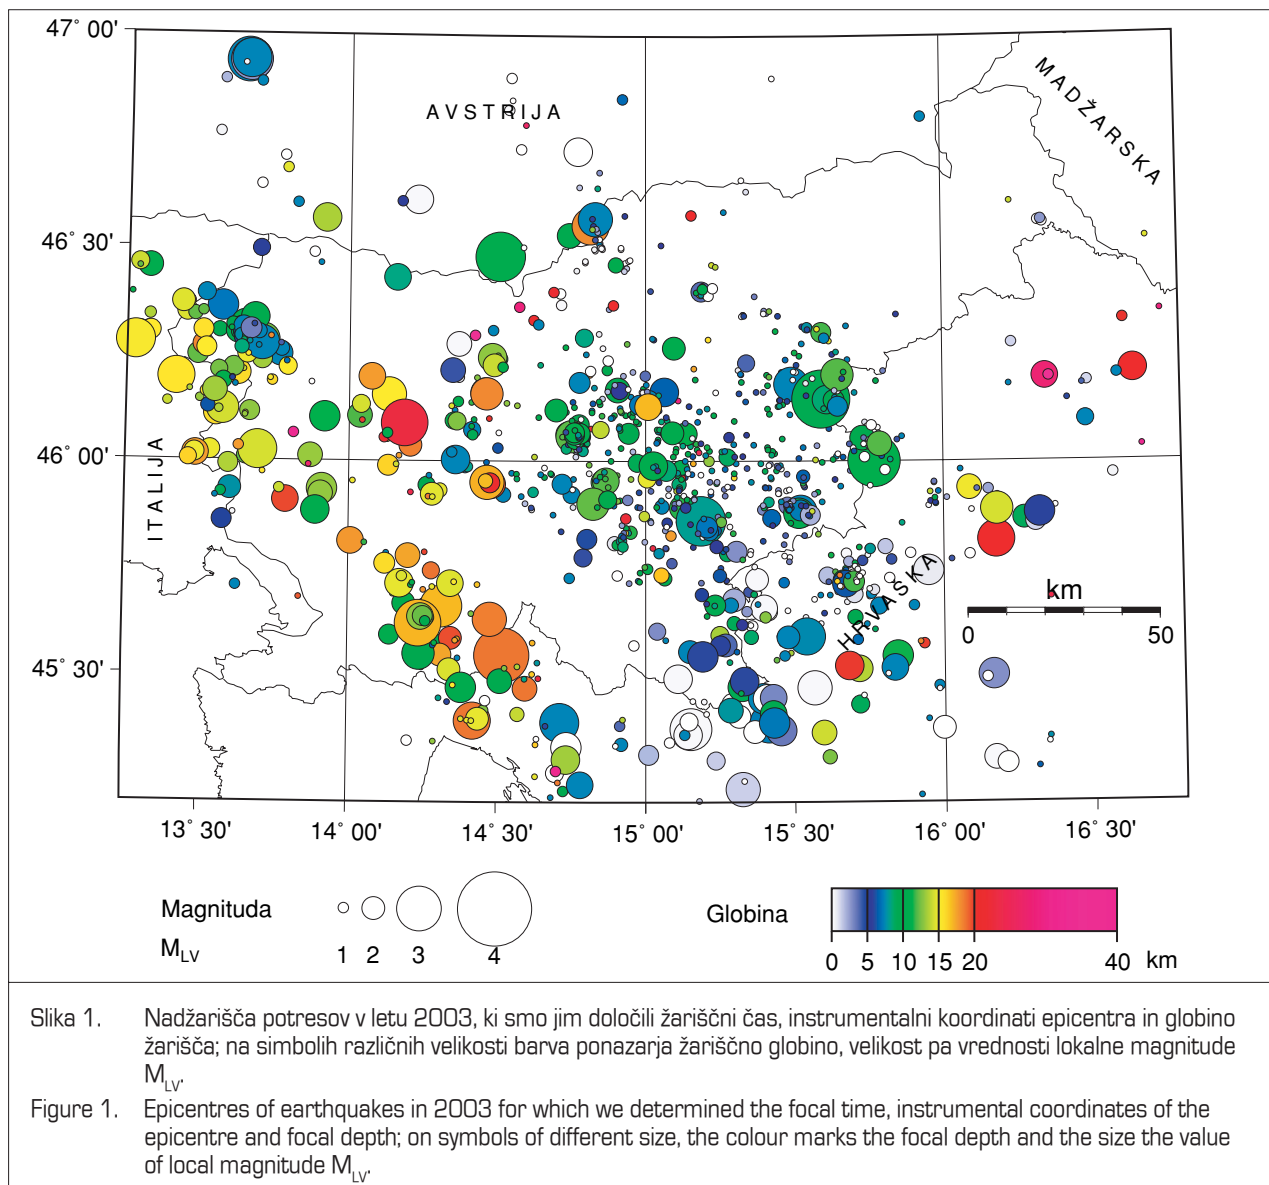 47° 00'
AVSTRIJA
MADŽARSKA
46° 30'
46° 00'
ITALIJA
HRVAŠKA
km
0 50
45° 30'
13° 30' 14° 00' 14° 30' 15° 00' 15° 30' 16° 00' 16° 30'
Magnituda
MLV
1 2 3 4
Globina
0 5 10 15 20 40 km
Slika 1. Nadžarišča potresov v letu 2003, ki smo jim določili žariščni čas, instrumentalni koordinati epicentra in globino
žarišča; na simbolih različnih velikosti barva ponazarja žariščno globino, velikost pa vrednosti lokalne magnitude
MLV.
Figure 1. Epicentres of earthquakes in 2003 for which we determined the focal time, instrumental coordinates of the
epicentre and focal depth; on symbols of different size, the colour marks the focal depth and the size the value
of local magnitude MLV.